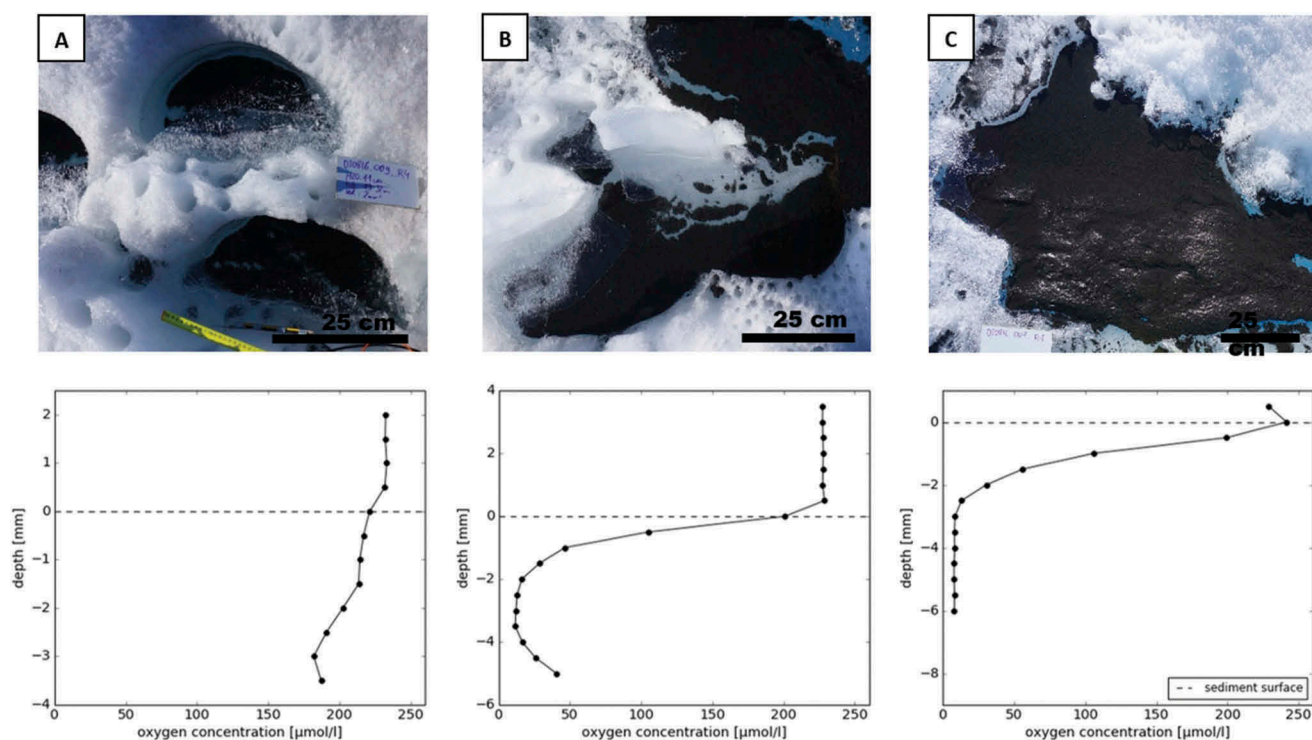 A
B
C
25 cm
25 cm
25
cm
2
1
0
−1
−2
−3
−4
depth [mm]
0
50
100
150
200
250
oxygen concentration [μmol/l]
4
2
0
−2
−4
−6
depth [mm]
0
50
100
150
200
250
oxygen concentration [μmol/l]
0
−2
−4
−6
−8
depth [mm]
sediment surface
0
50
100
150
200
250
oxygen concentration [μmol/l]